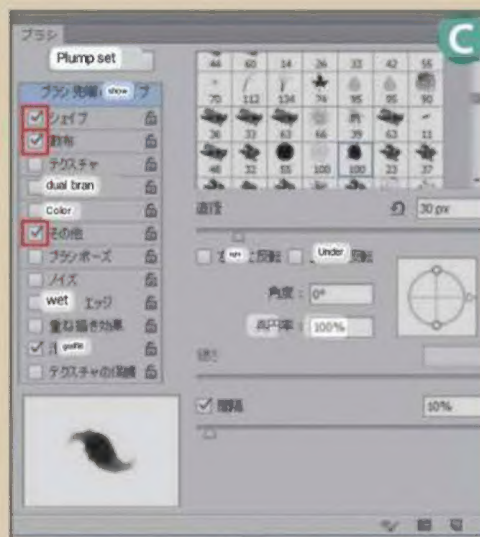 ブラシ
C
Plump set
44 60 14 26 33 42 55
ブラシ先端 show プ
70 112 134 74 95 95 90
シェイプ
36 33 63 66 39 63 11
散布
テクスチャ
48 32 55 100 100 23 37
dual bran
Color
直径 30 px
その他
ブラシポーズ
反転 Under 反転
ノイズ
角度： 0°
wet エッジ
重ね描き効果
真円率： 100%
テクスチャの保護
硬さ
間隔 10%